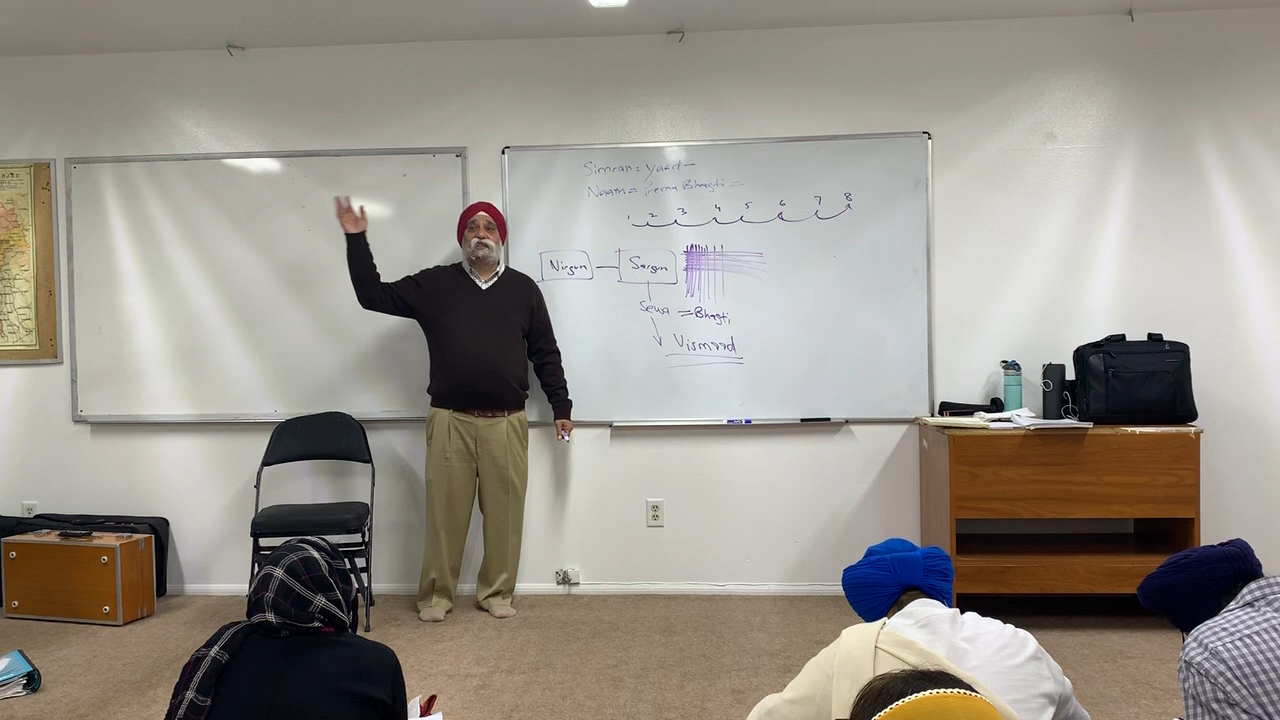 Simran = yaad -
Naam = Prema Bhagti =
1 2 3 4 5 6 7 8
Nirgun — Sargun
Sewa = Bhagti
Vismaad